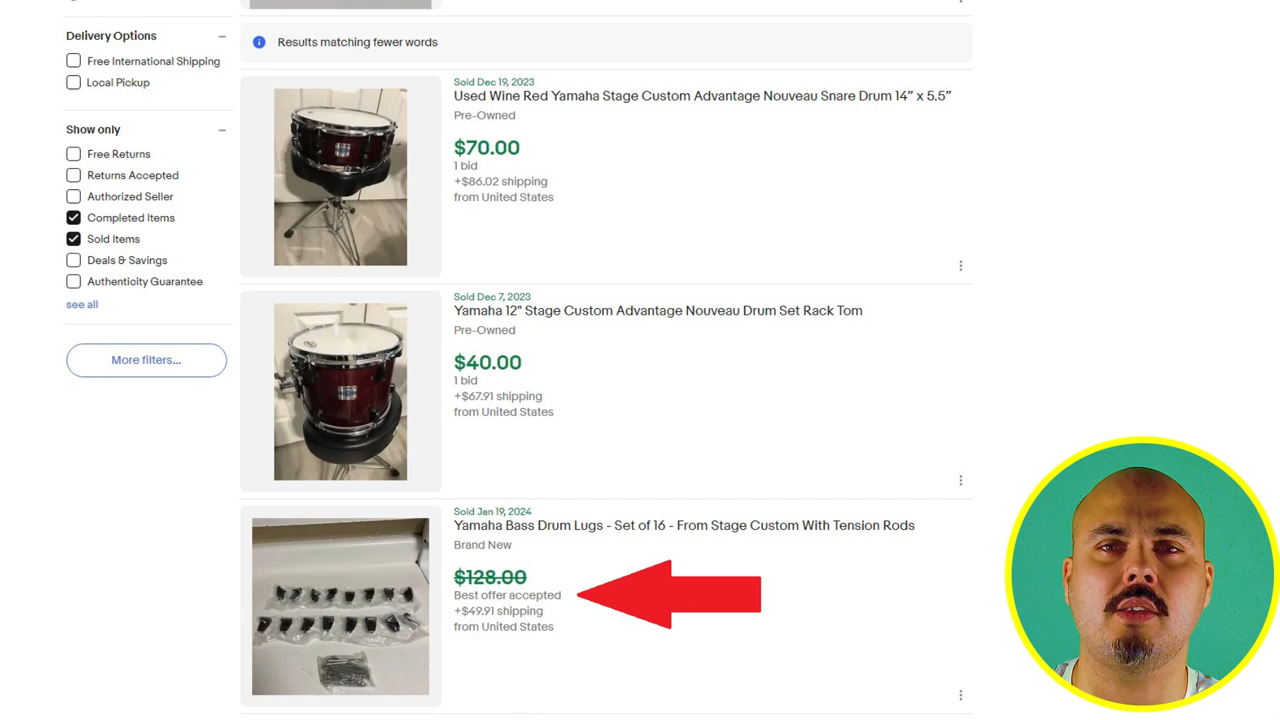 Delivery Options
Free International Shipping
Local Pickup
Show only
Free Returns
Returns Accepted
Authorized Seller
Completed Items
Sold Items
Deals & Savings
Authenticity Guarantee
see all
More filters...
Results matching fewer words
Sold Dec 19, 2023
Used Wine Red Yamaha Stage Custom Advantage Nouveau Snare Drum 14” x 5.5”
Pre-Owned
$70.00
1 bid
+$86.02 shipping
from United States
Sold Dec 7, 2023
Yamaha 12" Stage Custom Advantage Nouveau Drum Set Rack Tom
Pre-Owned
$40.00
1 bid
+$67.91 shipping
from United States
Sold Jan 19, 2024
Yamaha Bass Drum Lugs - Set of 16 - From Stage Custom With Tension Rods
Brand New
$128.00
Best offer accepted
+$49.91 shipping
from United States